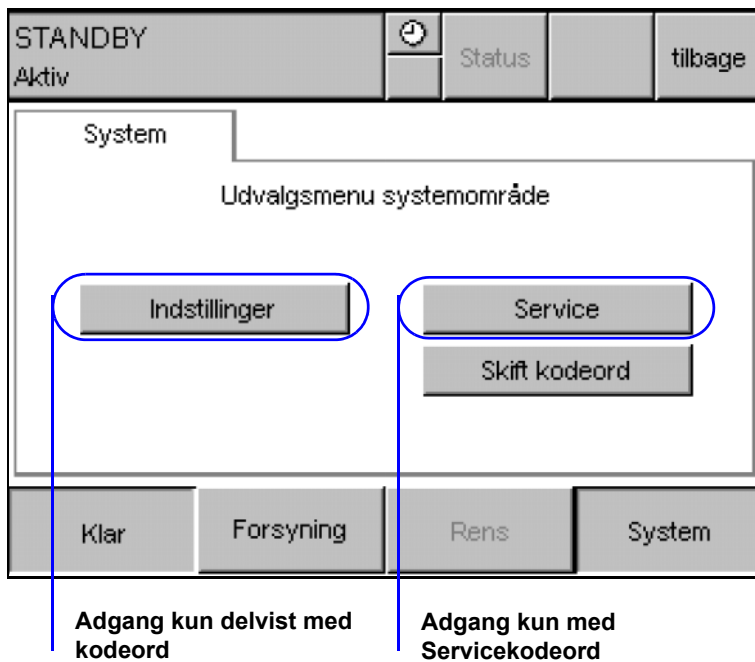 STANDBY
Aktiv
Status
tilbage
System
Udvalgsmenu systemområde
Indstillinger
Service
Skift kodeord
Klar
Forsyning
Rens
System
Adgang kun delvist med
kodeord
Adgang kun med
Servicekodeord